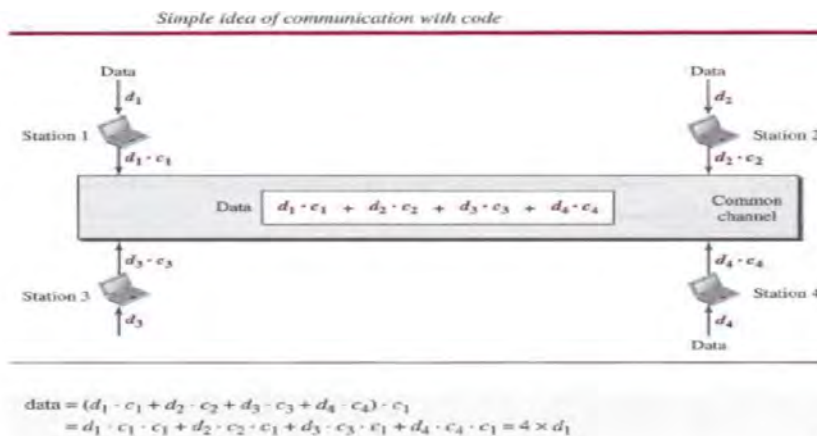 Simple idea of communication with code
Data Data
d₁ d₂
Station 1 Station 2
d₁ · c₁ d₂ · c₂
Data d₁ · c₁ + d₂ · c₂ + d₃ · c₃ + d₄ · c₄ Common
channel
d₃ · c₃ d₄ · c₄
Station 3 Station 4
d₃ d₄
Data
data = (d₁ · c₁ + d₂ · c₂ + d₃ · c₃ + d₄ · c₄) · c₁
= d₁ · c₁ · c₁ + d₂ · c₂ · c₁ + d₃ · c₃ · c₁ + d₄ · c₄ · c₁ = 4 × d₁